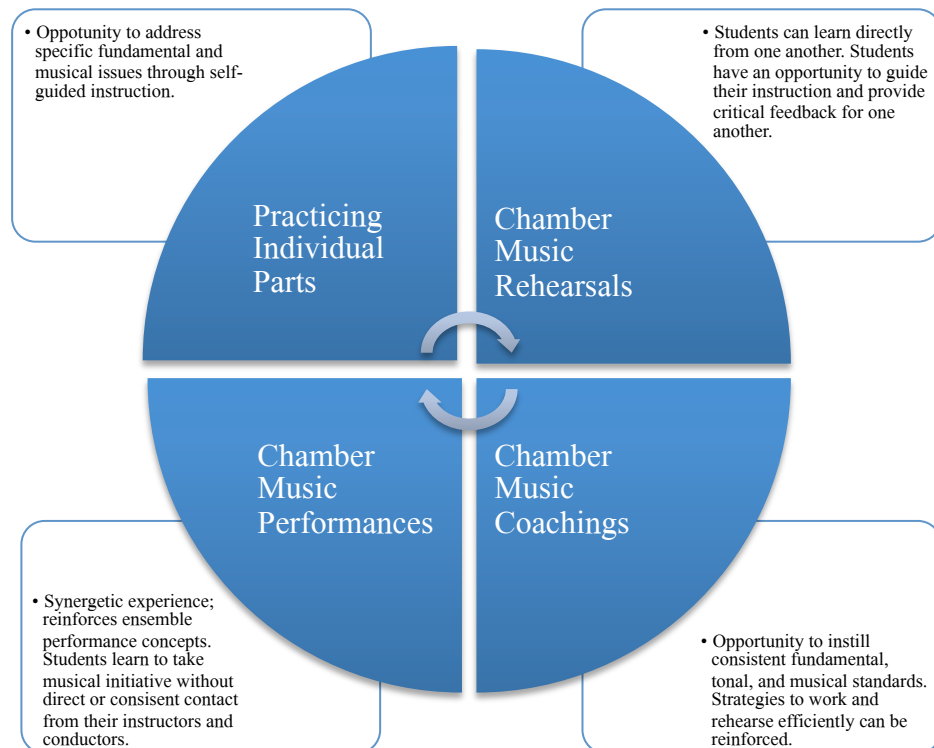 • Oppotunity to address
specific fundamental and
musical issues through self-
guided instruction.
• Students can learn directly
from one another. Students
have an opportunity to guide
their instruction and provide
critical feedback for one
another.
Practicing
Individual
Parts
Chamber
Music
Rehearsals
Chamber
Music
Performances
Chamber
Music
Coachings
• Synergetic experience;
reinforces ensemble
performance concepts.
Students learn to take
musical initiative without
direct or consisent contact
from their instructors and
conductors.
• Opportunity to instill
consistent fundamental,
tonal, and musical standards.
Strategies to work and
rehearse efficiently can be
reinforced.